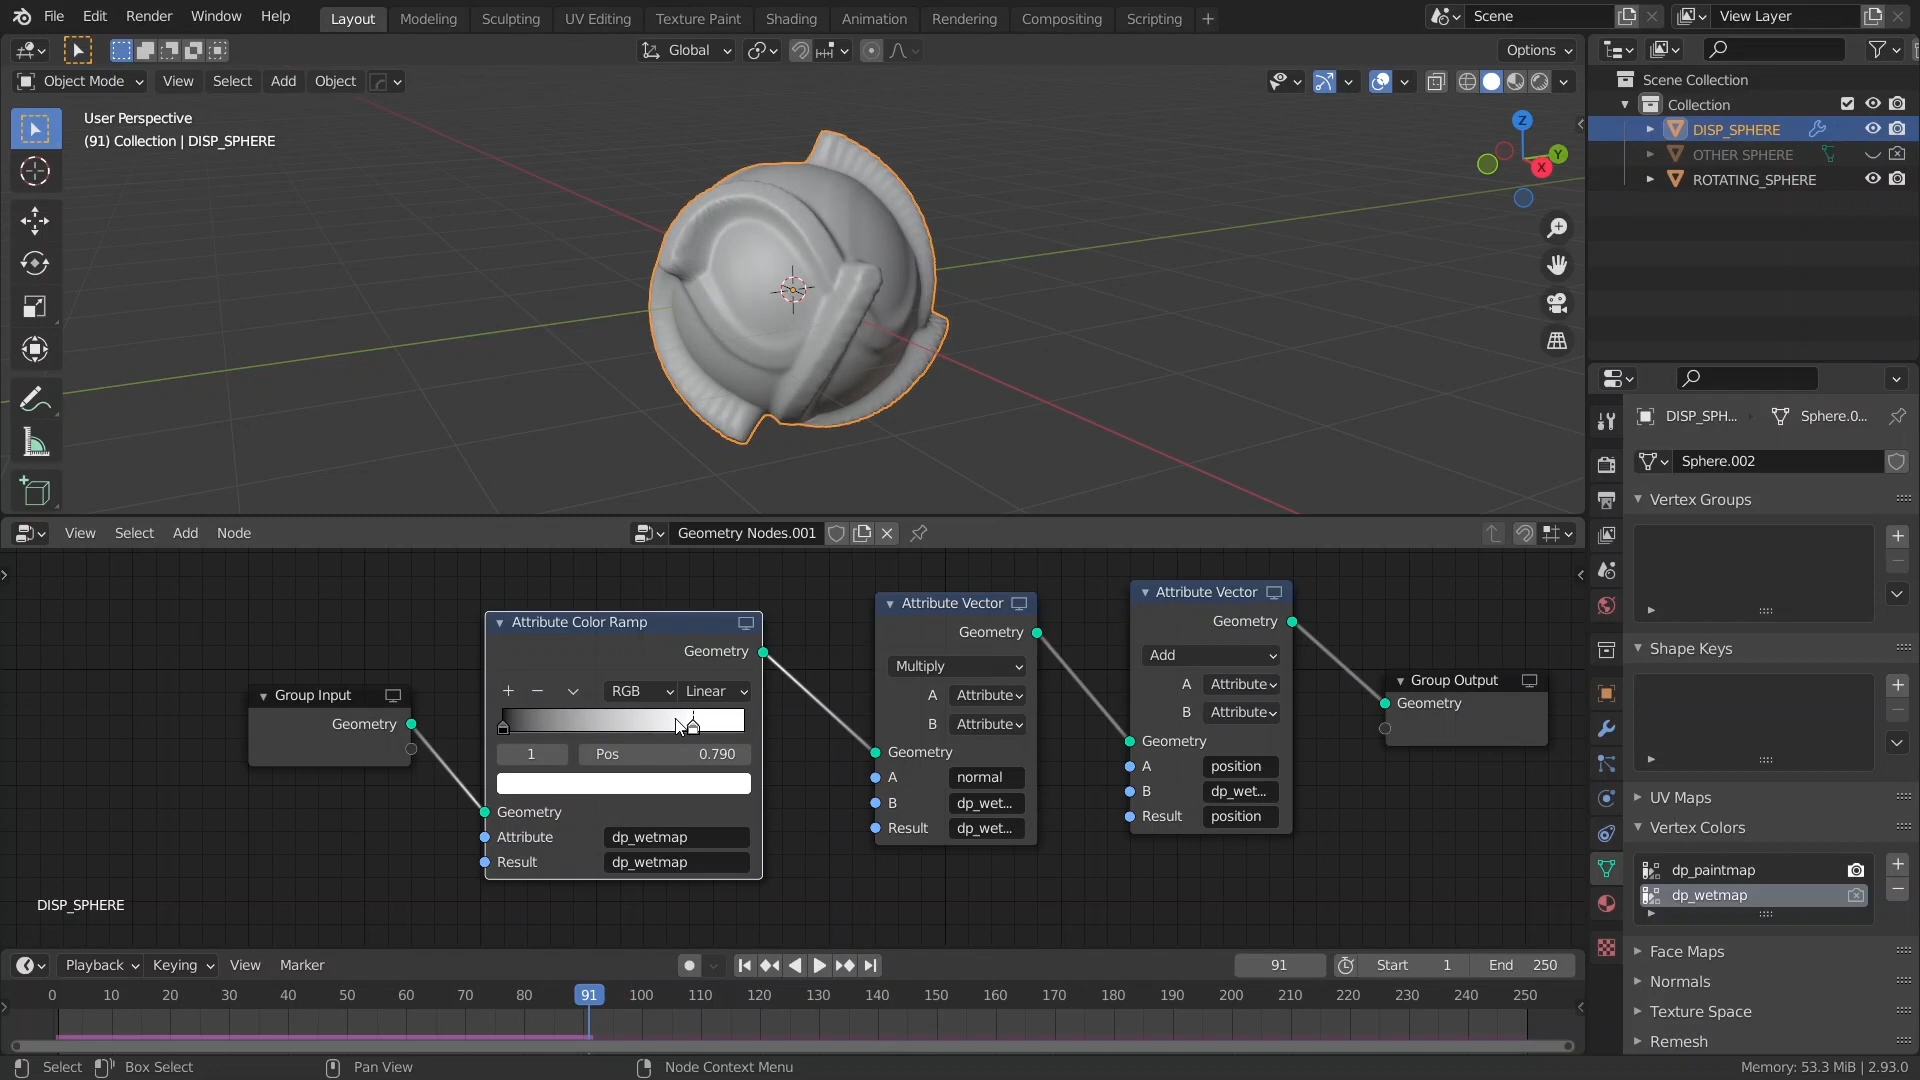 File Edit Render Window Help
Layout Modeling Sculpting UV Editing Texture Paint Shading Animation Rendering Compositing Scripting +
Scene View Layer
Global
Options
Object Mode View Select Add Object
User Perspective
(91) Collection | DISP_SPHERE
Z
Y
X
Scene Collection
Collection
DISP_SPHERE
OTHER SPHERE
ROTATING_SPHERE
DISP_SPH... Sphere.0...
Sphere.002
Vertex Groups
Shape Keys
UV Maps
Vertex Colors
dp_paintmap
dp_wetmap
Face Maps
Normals
Texture Space
Remesh
View Select Add Node
Geometry Nodes.001
Group Input
Geometry
Attribute Color Ramp
Geometry
RGB Linear
1 Pos 0.790
Geometry
Attribute dp_wetmap
Result dp_wetmap
Attribute Vector
Geometry
Multiply
A Attribute
B Attribute
Geometry
A normal
B dp_wet...
Result dp_wet...
Attribute Vector
Geometry
Add
A Attribute
B Attribute
Geometry
A position
B dp_wet...
Result position
Group Output
Geometry
DISP_SPHERE
Playback Keying View Marker
91 Start 1 End 250
0 10 20 30 40 50 60 70 80 91 100 110 120 130 140 150 160 170 180 190 200 210 220 230 240 250
Select Box Select Pan View Node Context Menu
Memory: 53.3 MiB | 2.93.0